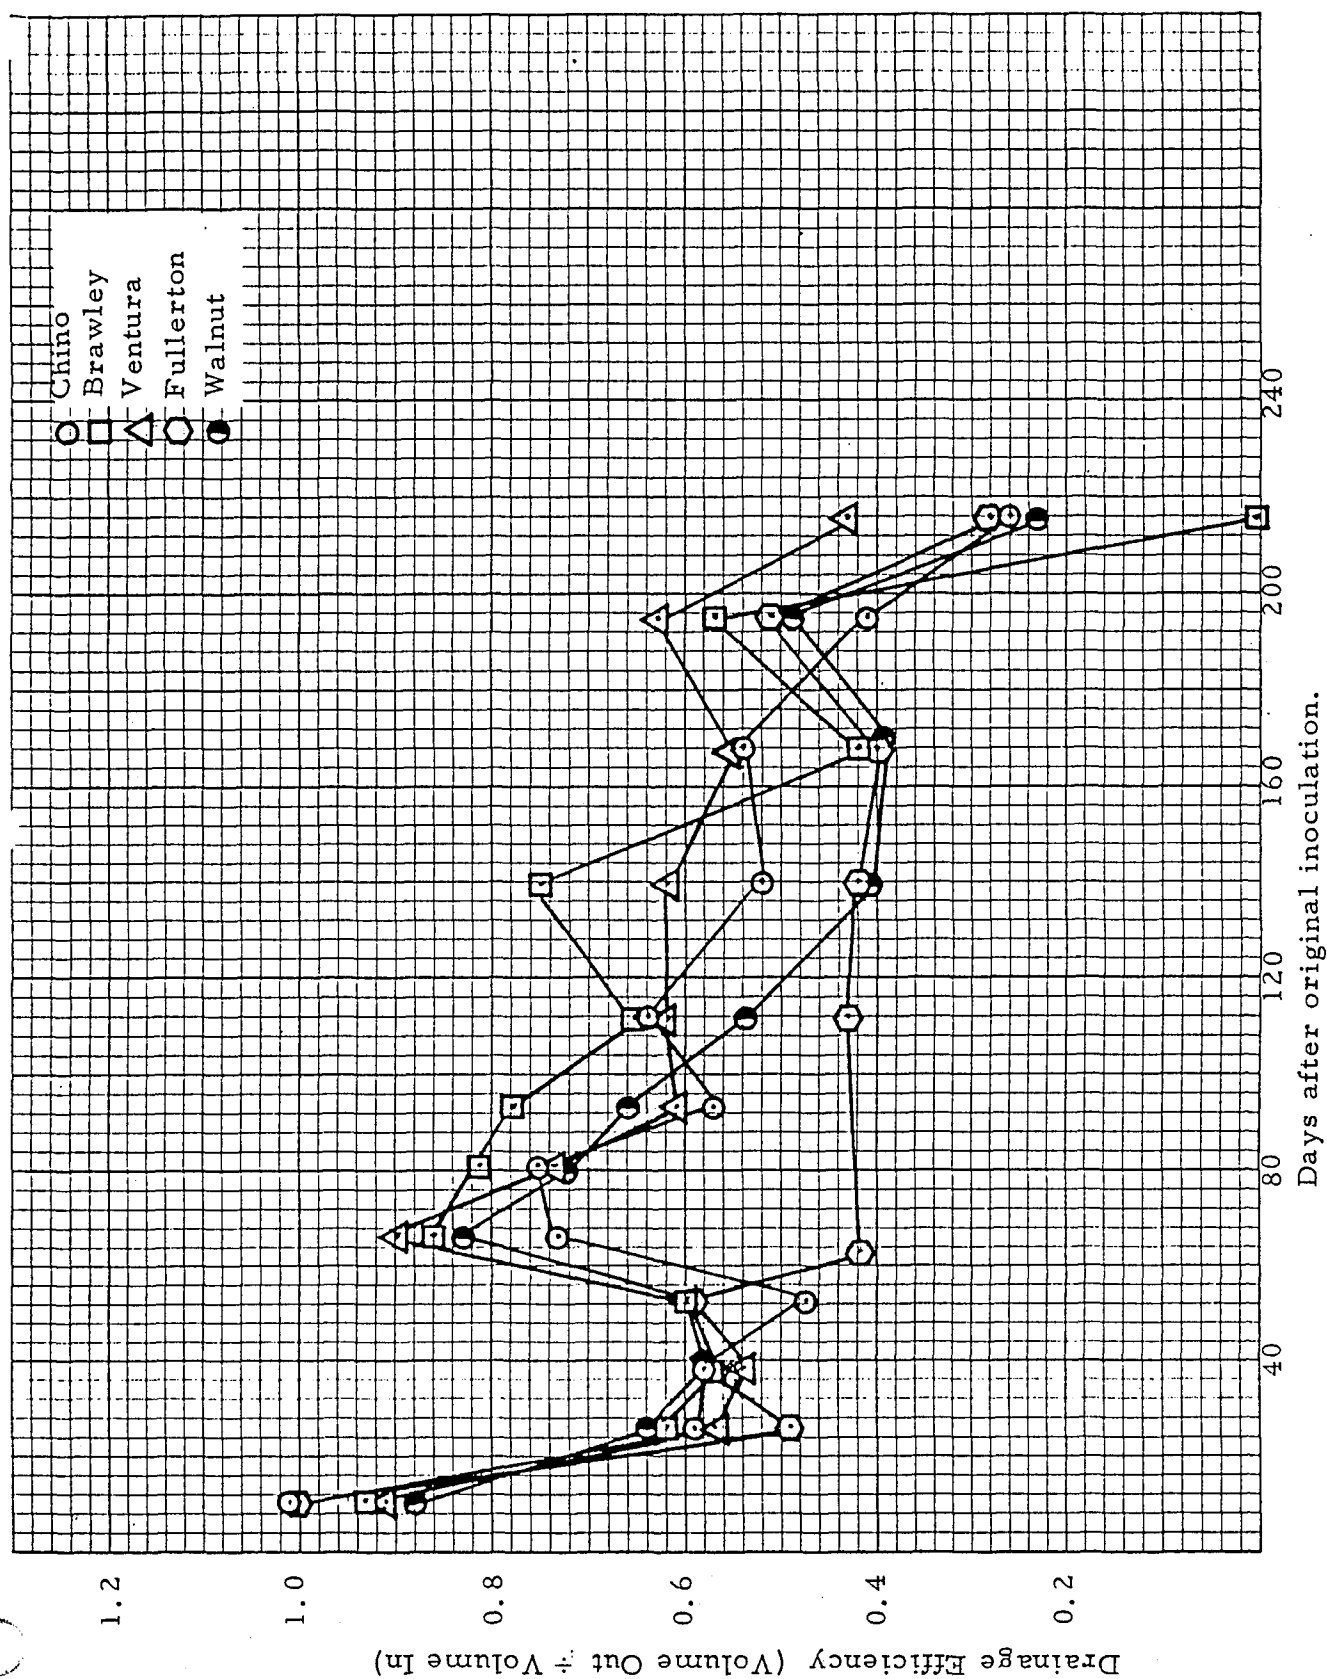 Chino
Brawley
Ventura
Fullerton
Walnut
Drainage Efficiency (Volume Out ÷ Volume In)
1.2
1.0
0.8
0.6
0.4
0.2
40
80
120
160
200
240
Days after original inoculation.